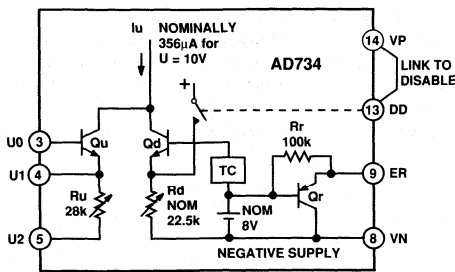 Iu NOMINALLY
356µA for
U = 10V
AD734
14 VP
LINK TO
DISABLE
+
13 DD
Rr
100k
U0 3
Qu
Qd
U1 4
TC
9 ER
Qr
Ru
28k
Rd
NOM
22.5k
NOM
8V
U2 5
8 VN
NEGATIVE SUPPLY